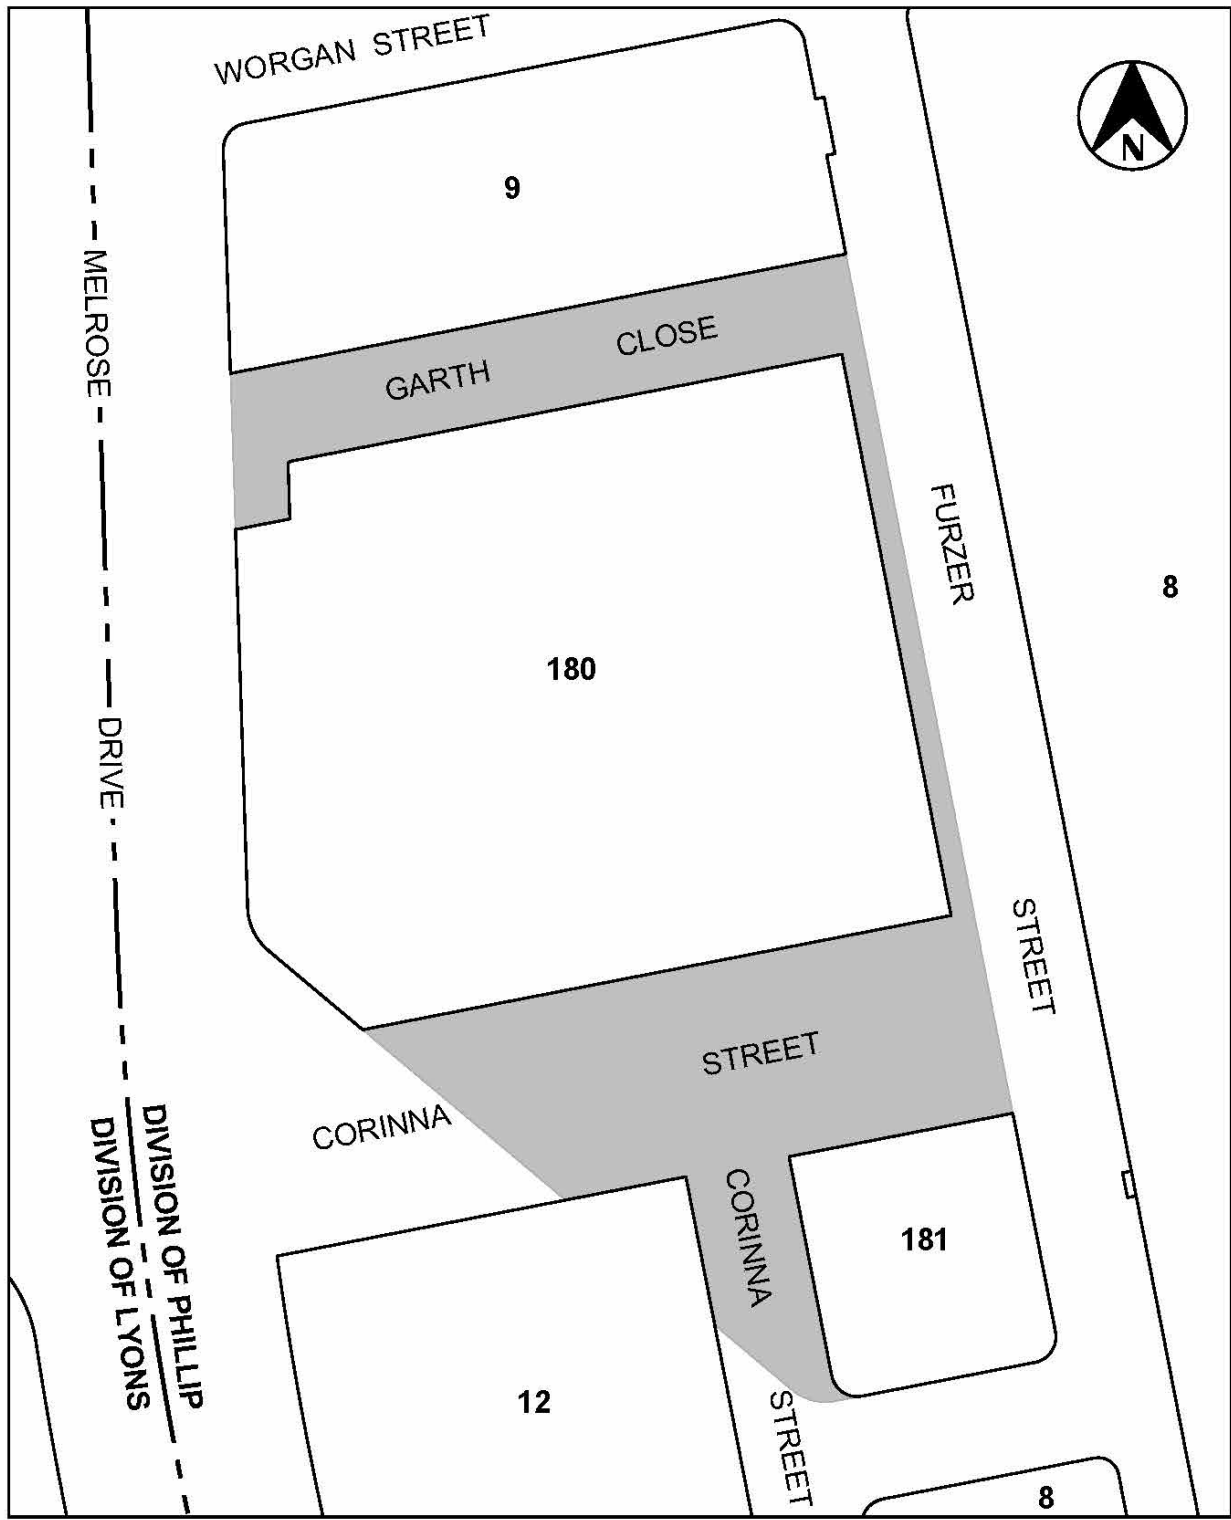 WORGAN STREET
N
9
MELROSE
GARTH CLOSE
FURZER
8
180
DRIVE
STREET
STREET
CORINNA
DIVISION OF PHILLIP
DIVISION OF LYONS
CORINNA
181
12
STREET
8